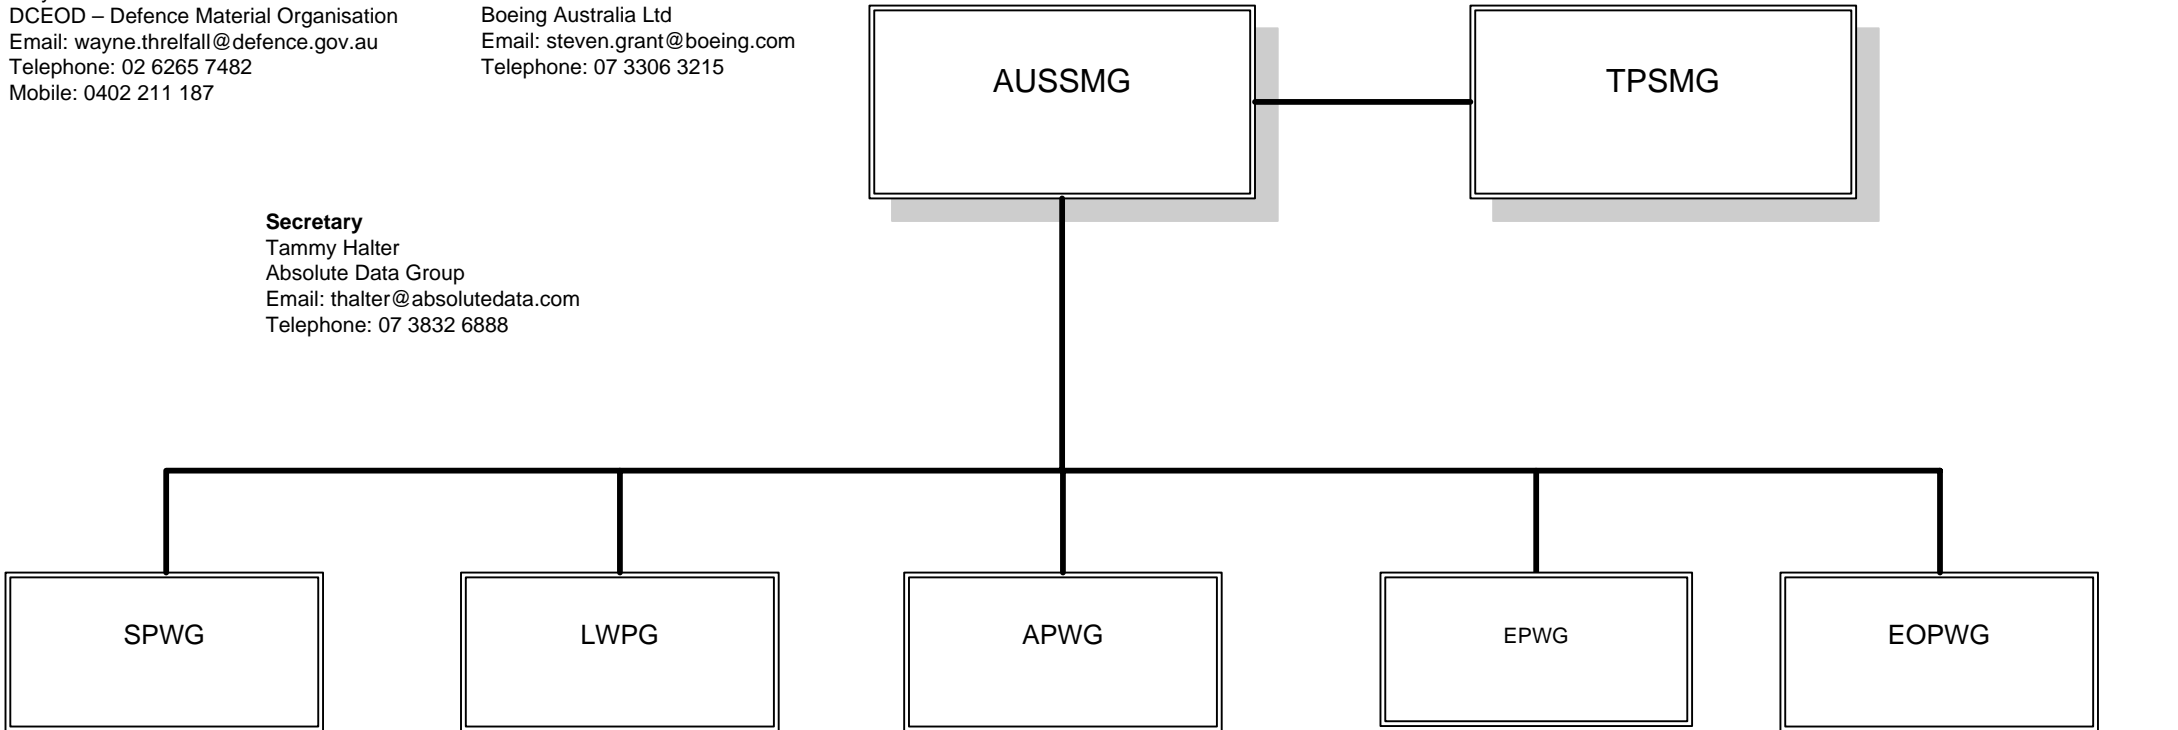 DCEOD – Defence Material Organisation
Email: wayne.threlfall@defence.gov.au
Telephone: 02 6265 7482
Mobile: 0402 211 187
Boeing Australia Ltd
Email: steven.grant@boeing.com
Telephone: 07 3306 3215
AUSSMG
TPSMG
Secretary
Tammy Halter
Absolute Data Group
Email: thalter@absolutedata.com
Telephone: 07 3832 6888
SPWG
LWPG
APWG
EPWG
EOPWG